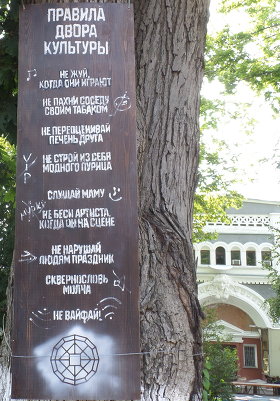 ПРАВИЛА
ДВОРА
КУЛЬТУРЫ
НЕ ЖУЙ,
КОГДА ОНИ ИГРАЮТ
НЕ ПАХНИ СОСЕДУ
СВОИМ ТАБАКОМ
НЕ ПЕРЕОЦЕНИВАЙ
ПЕЧЕНЬ ДРУГА
НЕ СТРОЙ ИЗ СЕБЯ
МОДНОГО ПУРИЦА
СЛУШАЙ МАМУ
НЕ БЕСИ АРТИСТА,
КОГДА ОН НА СЦЕНЕ
НЕ НАРУШАЙ
ЛЮДЯМ ПРАЗДНИК
СКВЕРНОСЛОВЬ
МОЛЧА
НЕ ВАЙФАЙ!